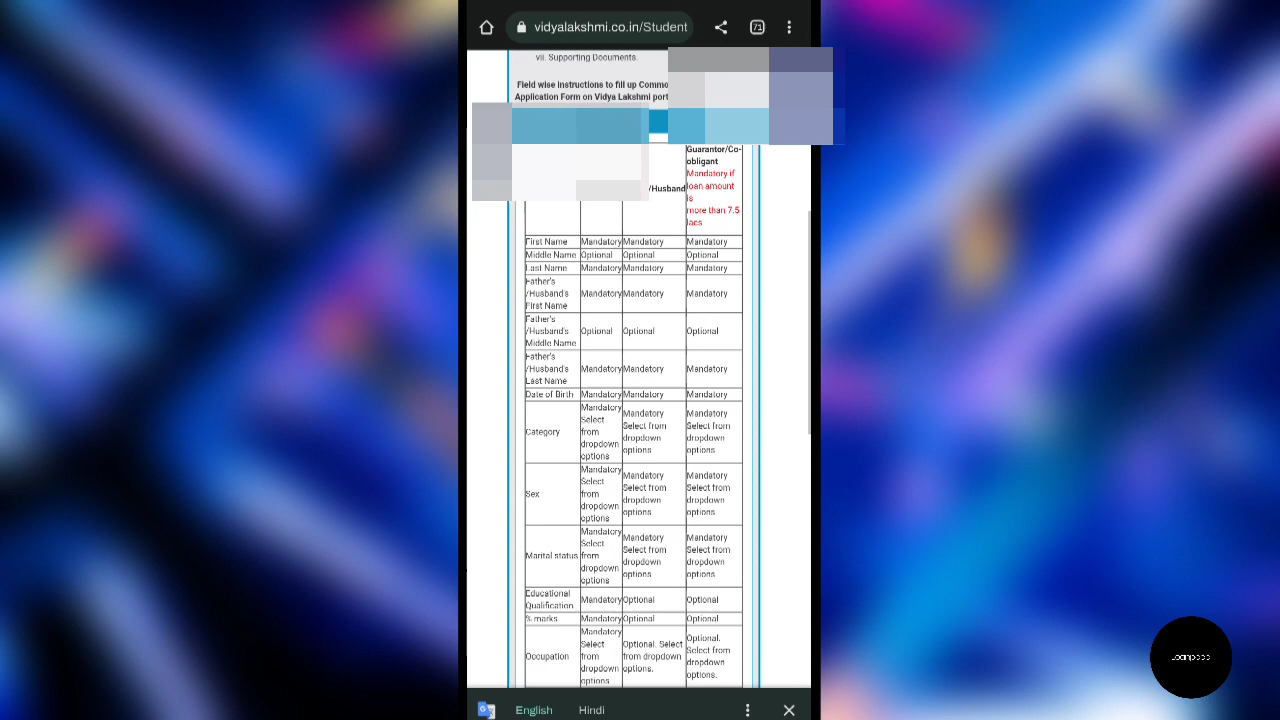 vidyalakshmi.co.in/Student
71
vii. Supporting Documents.
Field wise instructions to fill up Commo
Application Form on Vidya Lakshmi port
/Husband
Guarantor/Co-
obligant
Mandatory if
loan amount
is
more than 7.5
lacs
First Name Mandatory Mandatory Mandatory
Middle Name Optional Optional Optional
Last Name Mandatory Mandatory Mandatory
Father's
/Husband's
First Name
Mandatory Mandatory Mandatory
Father's
/Husband's
Middle Name
Optional Optional Optional
Father's
/Husband's
Last Name
Mandatory Mandatory Mandatory
Date of Birth Mandatory Mandatory Mandatory
Category
Mandatory
Select
from
dropdown
options
Mandatory
Select from
dropdown
options
Mandatory
Select from
dropdown
options
Sex
Mandatory
Select
from
dropdown
options
Mandatory
Select from
dropdown
options
Mandatory
Select from
dropdown
options
Marital status
Mandatory
Select
from
dropdown
options
Mandatory
Select from
dropdown
options
Mandatory
Select from
dropdown
options
Educational
Qualification
Mandatory Optional Optional
% marks Mandatory Optional Optional
Occupation
Mandatory
Select
from
dropdown
options
Optional. Select
from dropdown
options.
Optional.
Select from
dropdown
options.
English Hindi